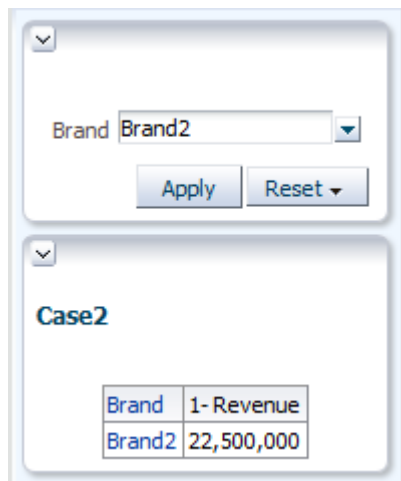 Brand Brand2
Apply Reset
Case2
Brand 1- Revenue
Brand2 22,500,000